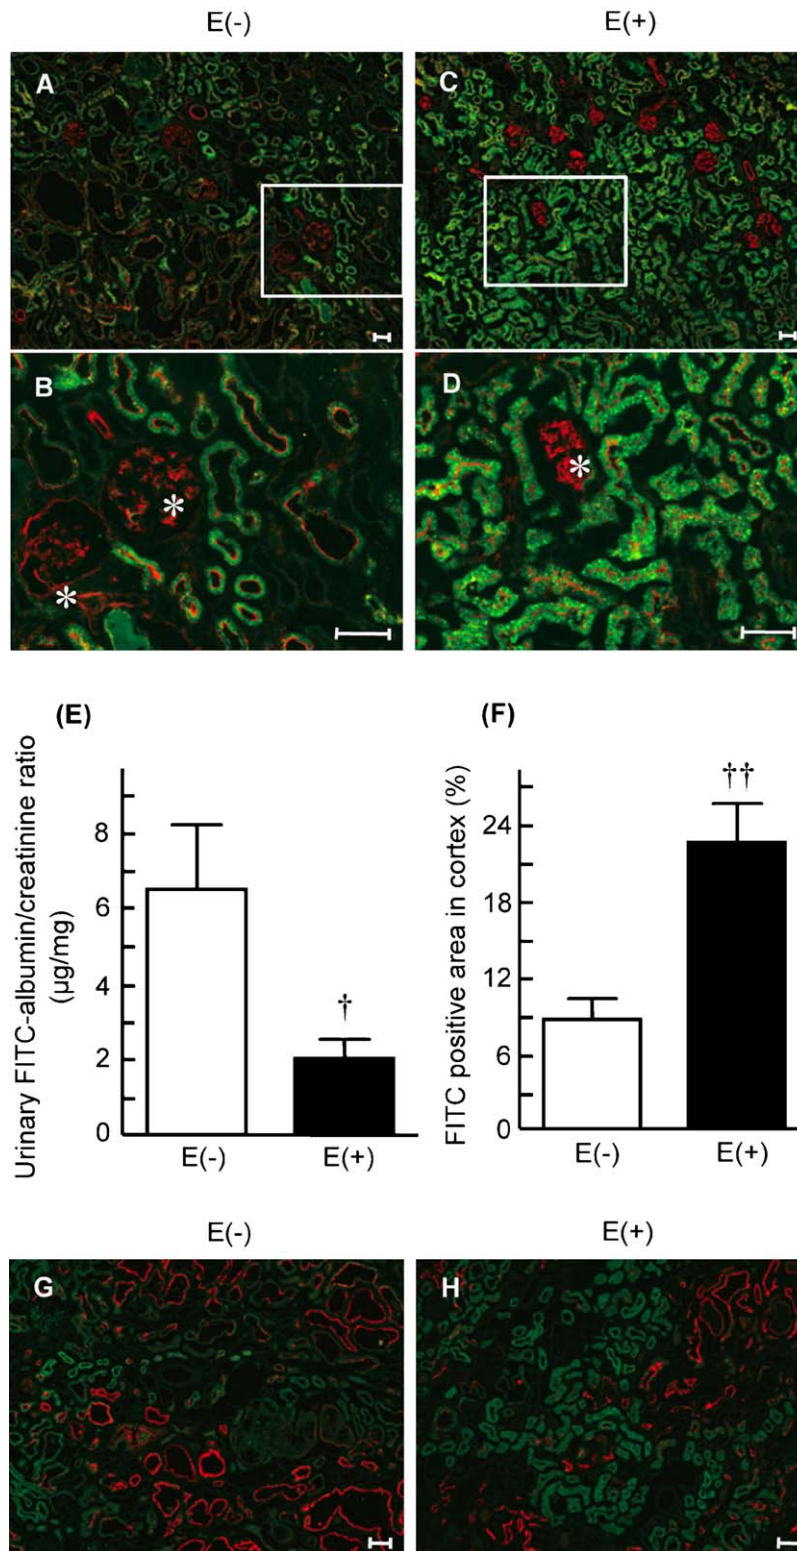 E(-) E(+)
A C
B D
* *
*
(E) (F)
Urinary FITC-albumin/creatinine ratio
(µg/mg)
8
6
4
2
0
†
E(-) E(+)
FITC positive area in cortex (%)
24
18
12
6
0
††
E(-) E(+)
E(-) E(+)
G H